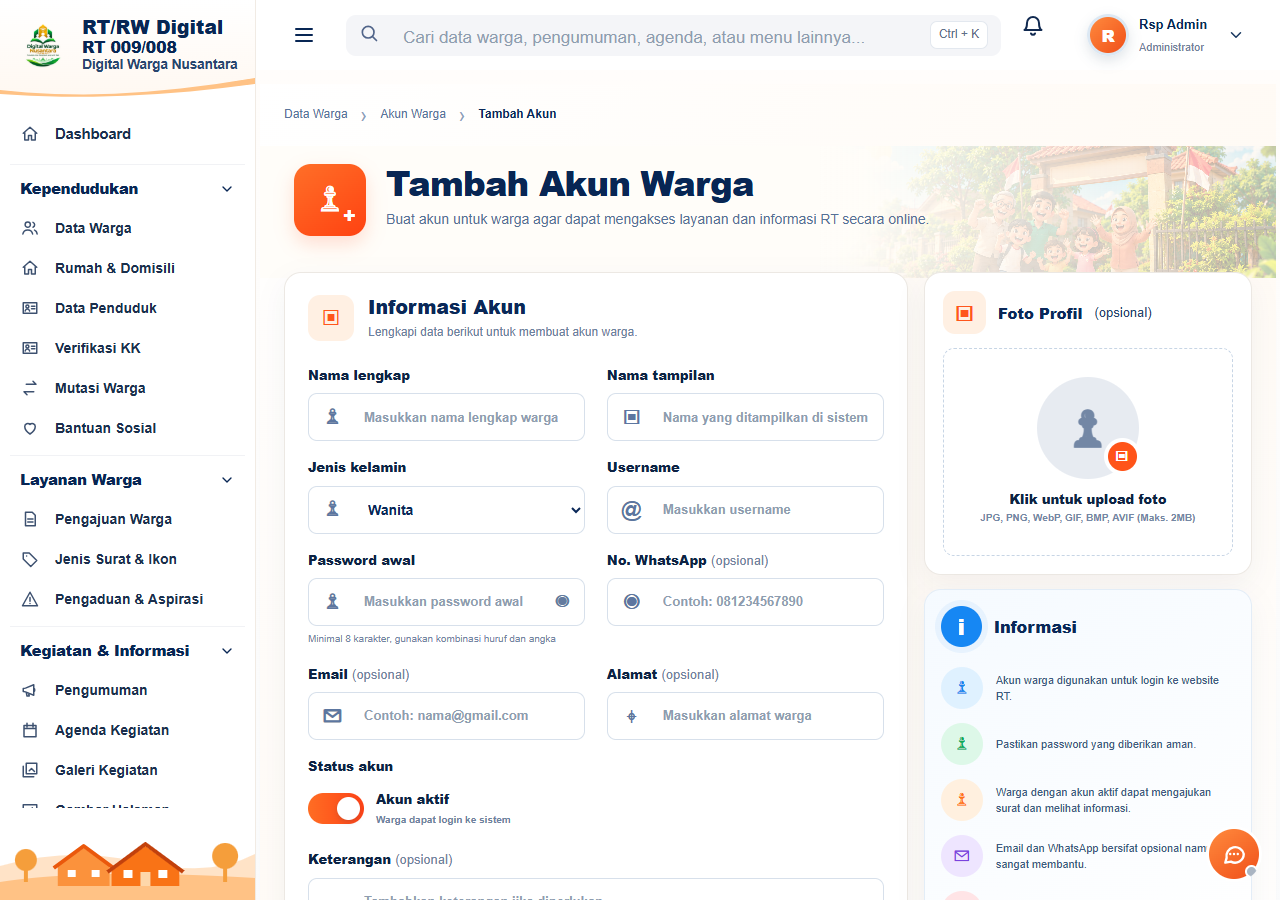 RT/RW Digital
RT 009/008
Digital Warga Nusantara
Cari data warga, pengumuman, agenda, atau menu lainnya...
Ctrl + K
R
Rsp Admin
Administrator
Dashboard
Kependudukan
Data Warga
Rumah & Domisili
Data Penduduk
Verifikasi KK
Mutasi Warga
Bantuan Sosial
Layanan Warga
Pengajuan Warga
Jenis Surat & Ikon
Pengaduan & Aspirasi
Kegiatan & Informasi
Pengumuman
Agenda Kegiatan
Galeri Kegiatan
Data Warga › Akun Warga › Tambah Akun
Tambah Akun Warga
Buat akun untuk warga agar dapat mengakses layanan dan informasi RT secara online.
Informasi Akun
Lengkapi data berikut untuk membuat akun warga.
Nama lengkap
Masukkan nama lengkap warga
Nama tampilan
Nama yang ditampilkan di sistem
Jenis kelamin
Wanita
Username
@ Masukkan username
Password awal
Masukkan password awal
Minimal 8 karakter, gunakan kombinasi huruf dan angka
No. WhatsApp (opsional)
Contoh: 081234567890
Email (opsional)
Contoh: nama@gmail.com
Alamat (opsional)
Masukkan alamat warga
Status akun
Akun aktif
Warga dapat login ke sistem
Keterangan (opsional)
Foto Profil (opsional)
Klik untuk upload foto
JPG, PNG, WebP, GIF, BMP, AVIF (Maks. 2MB)
i Informasi
Akun warga digunakan untuk login ke website
RT.
Pastikan password yang diberikan aman.
Warga dengan akun aktif dapat mengajukan
surat dan melihat informasi.
Email dan WhatsApp bersifat opsional nam
sangat membantu.